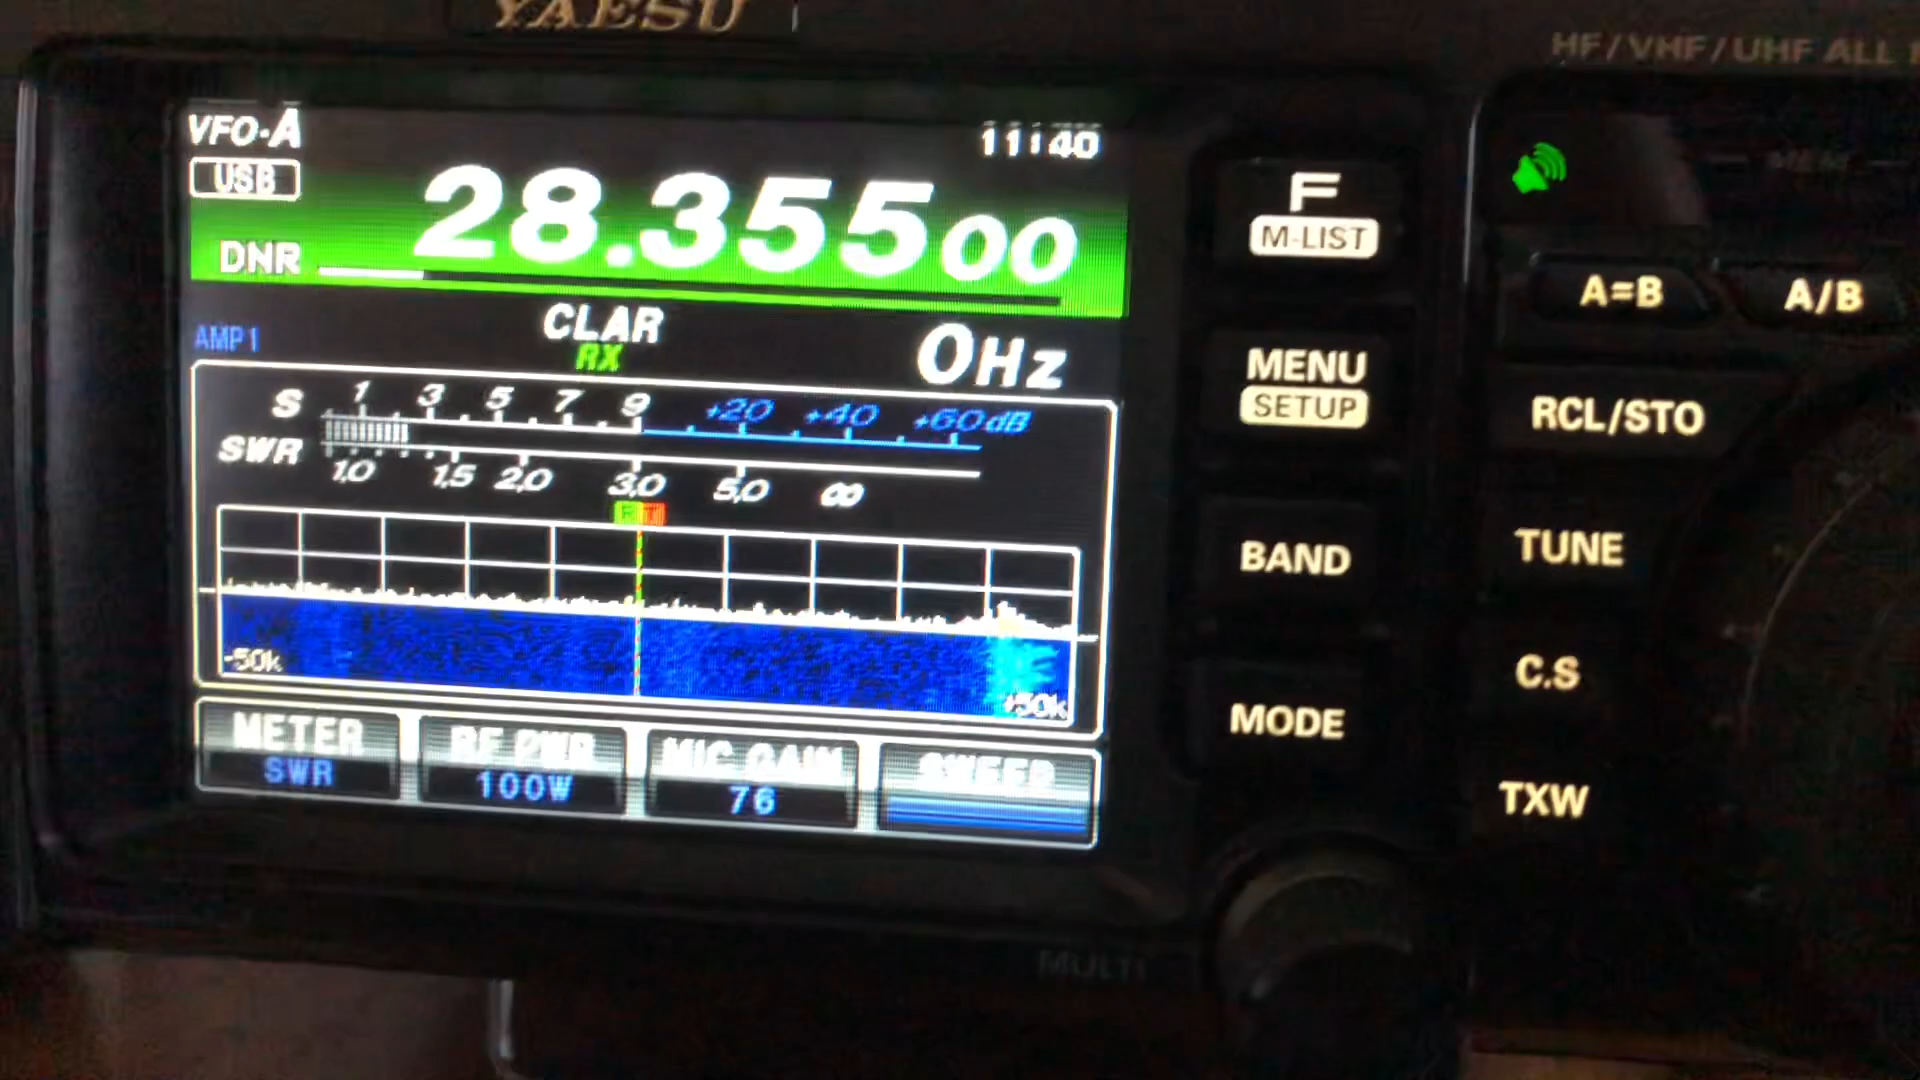 YAESU
HF/VHF/UHF ALL
VFO-A
11:40
USB
28.35500
DNR
AMP1
CLAR
RX
0Hz
S 1 3 5 7 9 +20 +40 +60dB
SWR
1.0 1.5 2.0 3.0 5.0 ∞
-50k
+50k
METER
SWR
RF PWR
100W
MIC GAIN
76
SWEEP
F
M-LIST
MENU
SETUP
BAND
MODE
MULTI
A=B
A/B
RCL/STO
TUNE
C.S
TXW